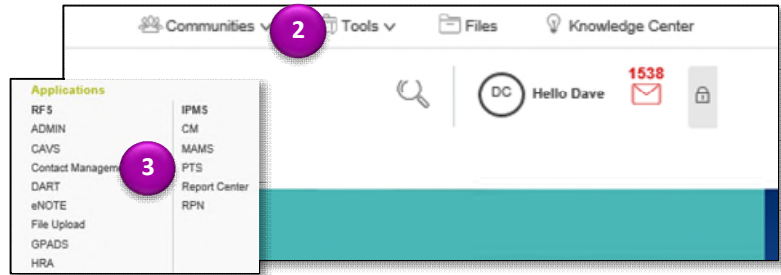 Communities 2 Tools Files Knowledge Center
1538
DC Hello Dave
Applications
RFS IPMS
ADMIN CM
CAVS MAMS
Contact Managem 3 PTS
DART Report Center
eNOTE RPN
File Upload
GPADS
HRA